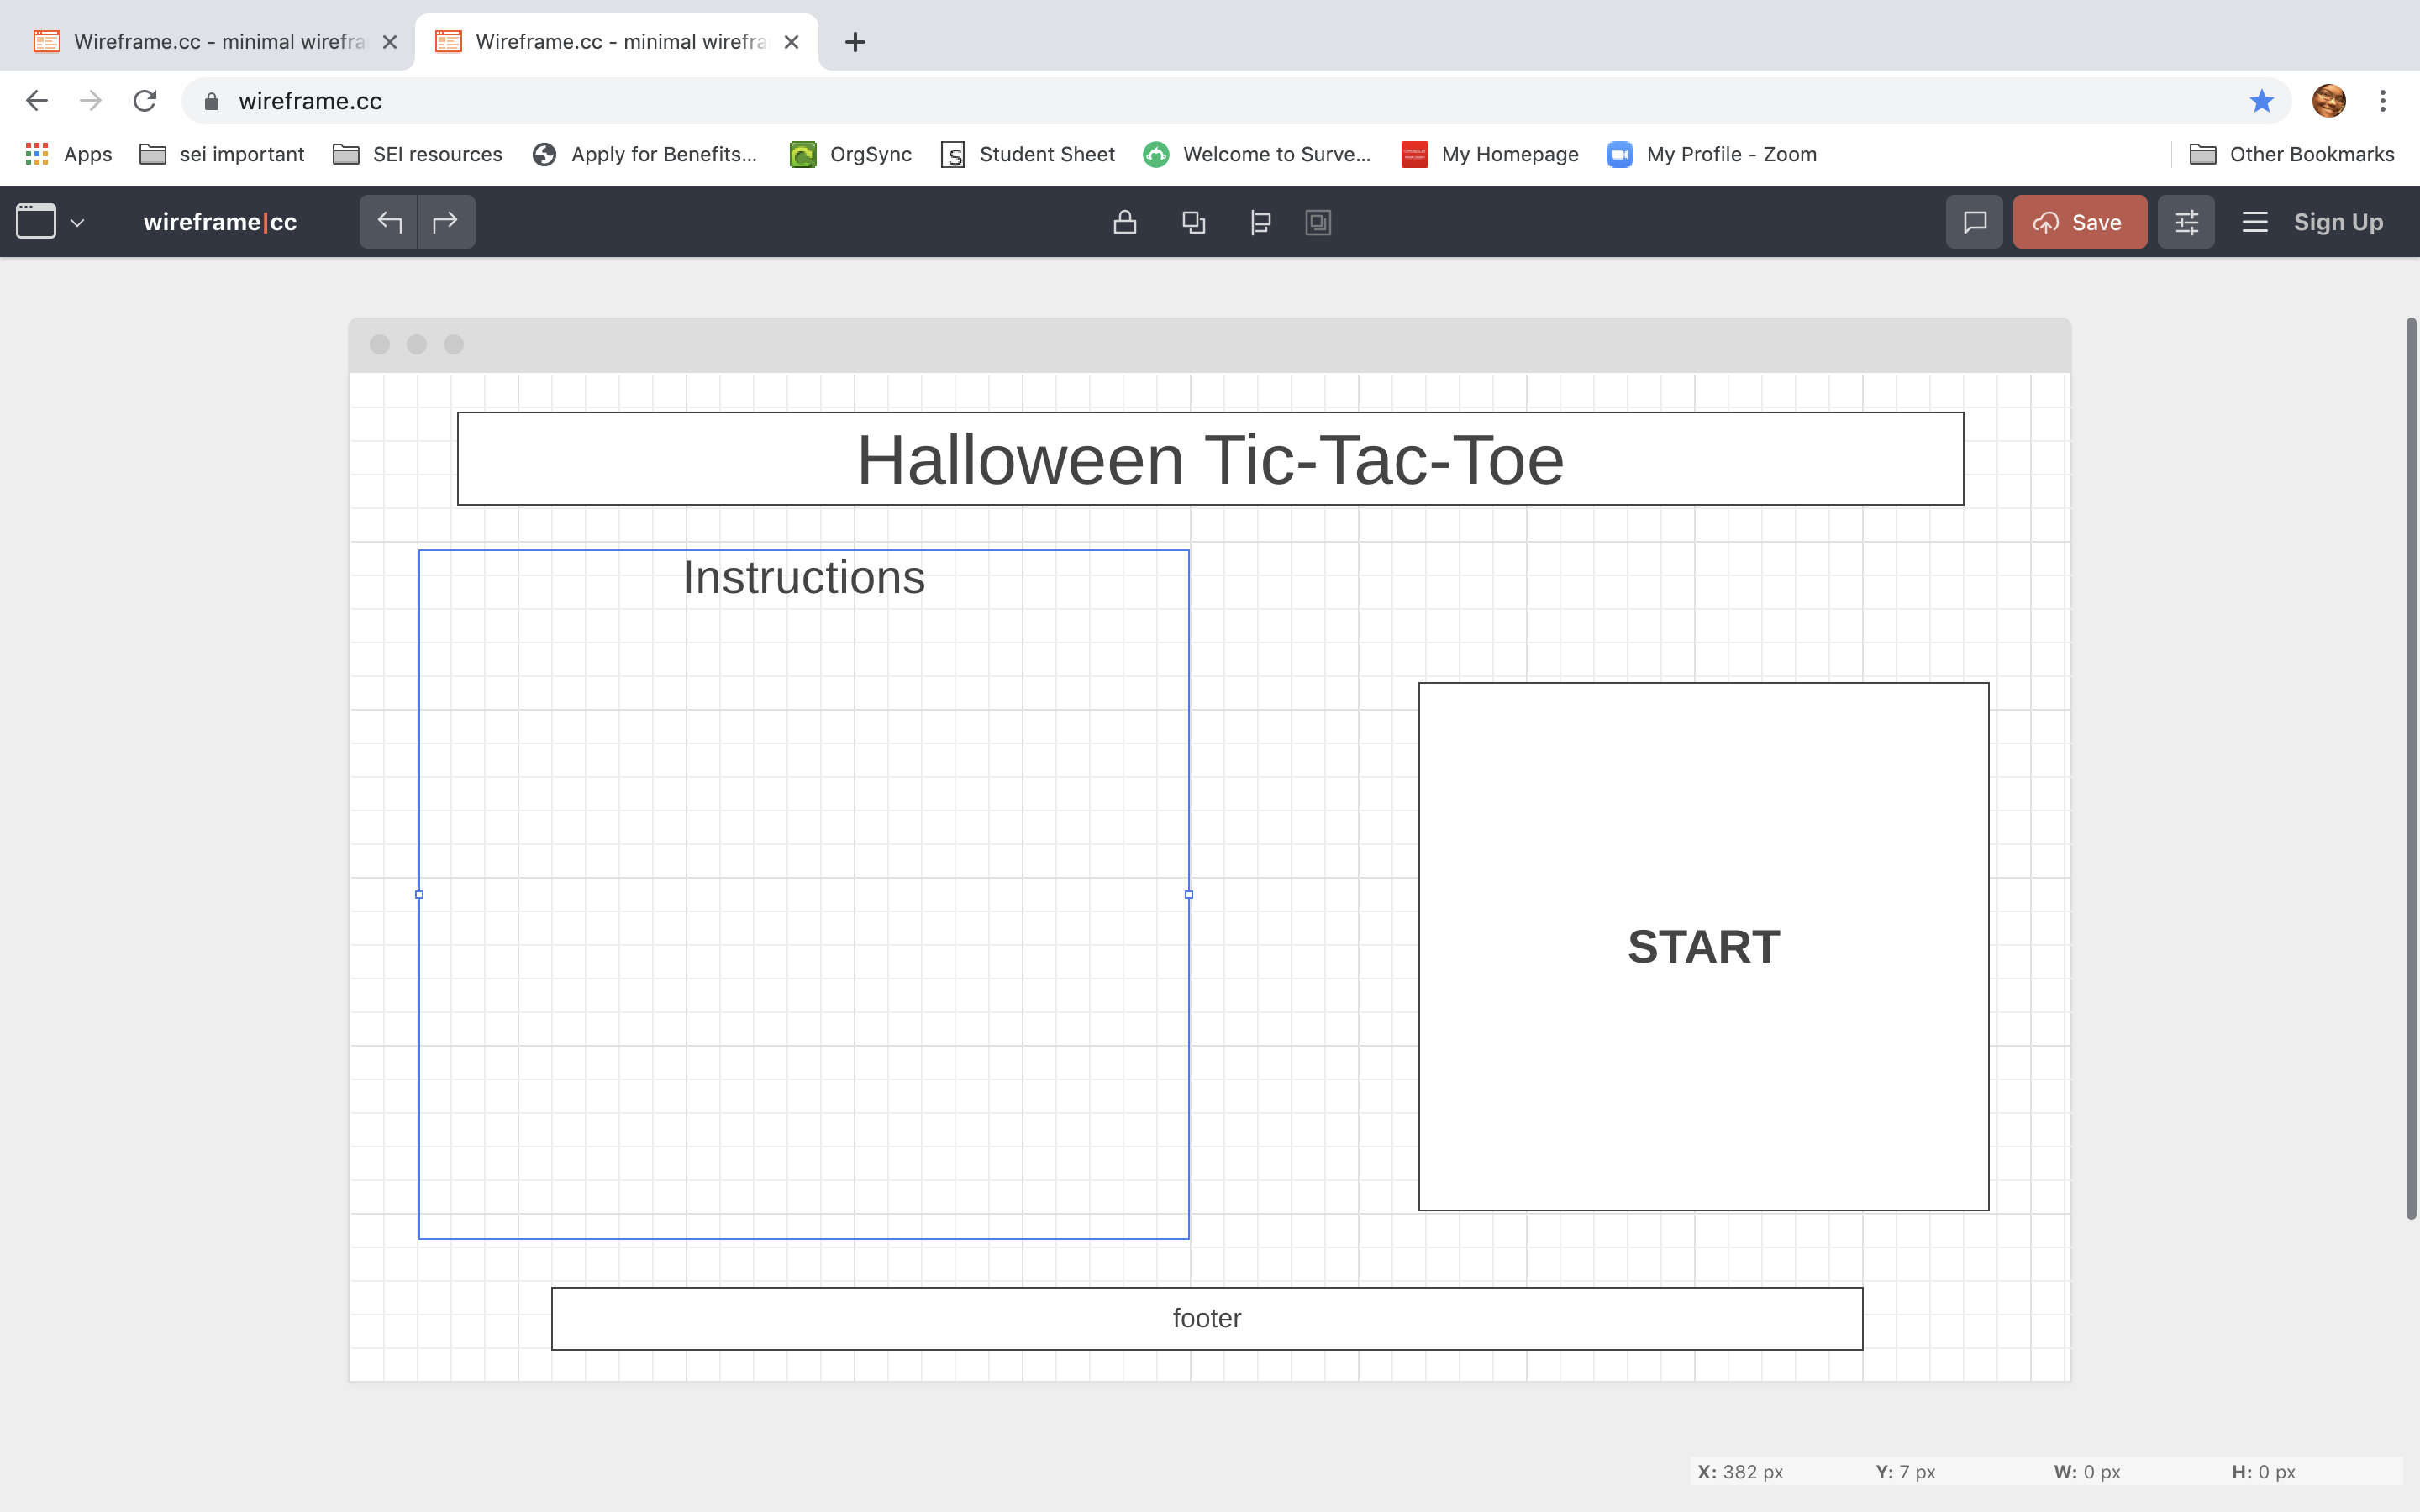 Wireframe.cc - minimal wirefra
Wireframe.cc - minimal wirefra
wireframe.cc
Apps
sei important
SEI resources
Apply for Benefits...
OrgSync
Student Sheet
Welcome to Surve...
My Homepage
My Profile - Zoom
Other Bookmarks
wireframe|cc
Save
Sign Up
Halloween Tic-Tac-Toe
Instructions
START
footer
X: 382 px Y: 7 px W: 0 px H: 0 px